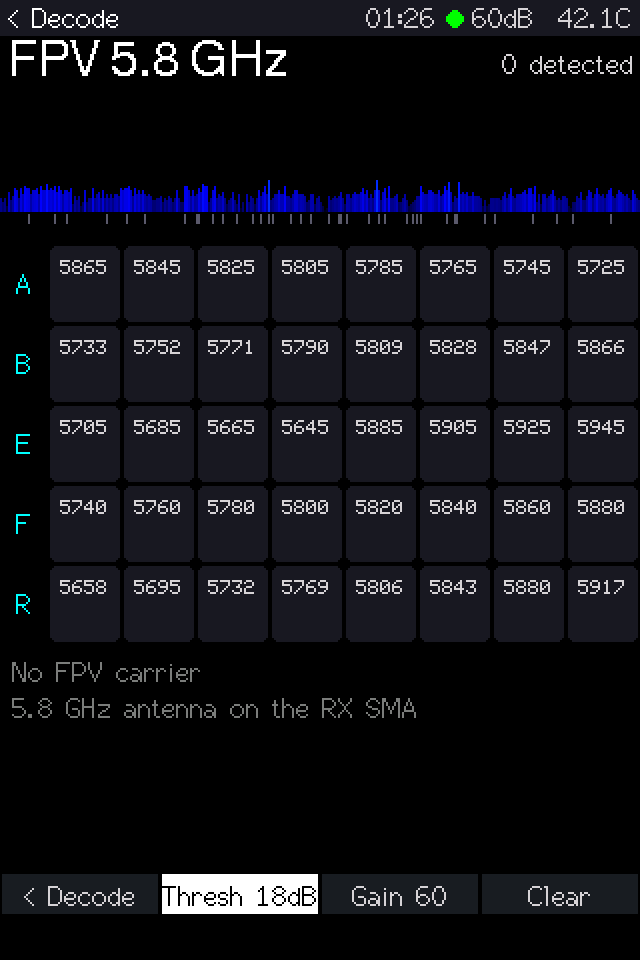 < Decode 01:26 60dB 42.1C
FPV 5.8 GHz 0 detected
A 5865 5845 5825 5805 5785 5765 5745 5725
B 5733 5752 5771 5790 5809 5828 5847 5866
E 5705 5685 5665 5645 5885 5905 5925 5945
F 5740 5760 5780 5800 5820 5840 5860 5880
R 5658 5695 5732 5769 5806 5843 5880 5917
No FPV carrier
5.8 GHz antenna on the RX SMA
< Decode Thresh 18dB Gain 60 Clear